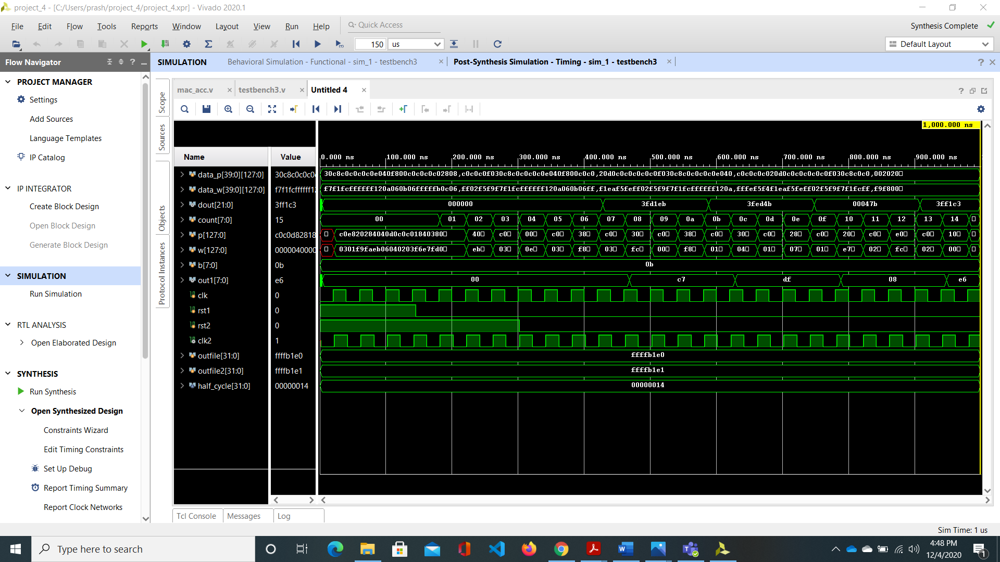 project_4 - [C:/Users/prash/project_4/project_4.xpr] - Vivado 2020.1
File Edit Flow Tools Reports Window Layout View Run Help Quick Access
Synthesis Complete
150 us
Default Layout
Flow Navigator
SIMULATION Behavioral Simulation - Functional - sim_1 - testbench3 Post-Synthesis Simulation - Timing - sim_1 - testbench3
PROJECT MANAGER
Settings
Add Sources
Language Templates
IP Catalog
IP INTEGRATOR
Create Block Design
Open Block Design
Generate Block Design
SIMULATION
Run Simulation
RTL ANALYSIS
Open Elaborated Design
SYNTHESIS
Run Synthesis
Open Synthesized Design
Constraints Wizard
Edit Timing Constraints
Set Up Debug
Report Timing Summary
Report Clock Networks
Scope
Sources
Objects
Protocol Instances
mac_acc.v testbench3.v Untitled 4
1,000.000 ns
Name Value 0.000 ns 100.000 ns 200.000 ns 300.000 ns 400.000 ns 500.000 ns 600.000 ns 700.000 ns 800.000 ns 900.000 ns
data_p[39:0][127:0]
data_w[39:0][127:0]
dout[21:0] 3ff1c3 000000 3fd1eb 3fed4b 00047b 3ff1c3
count[7:0] 15 00 01 02 03 04 05 06 07 08 09 0a 0b 0c 0d 0e 0f 10 11 12 13 14
p[127:0] c0c0d82818 c0e820284040d0c0c01840380 40 c0 00 c0 38 c0 30 c0 38 c0 30 c0 28 c0 20 c0 e0 c0 10
w[127:0] 0000040000 0301f9faeb06040203f6e7fd0 eb 03 0e 03 f8 03 fc 00 f8 01 04 01 07 01 e7 02 fc 02 00
b[7:0] 0b 0b
out1[7:0] e6 00 c7 df 08 e6
clk 0
rst1 0
rst2 0
clk2 1
outfile[31:0] ffffb1e0 ffffb1e0
outfile2[31:0] ffffb1e1 ffffb1e1
half_cycle[31:0] 00000014 00000014
Tcl Console Messages Log
Sim Time: 1 us
Type here to search
4:48 PM
12/4/2020
1